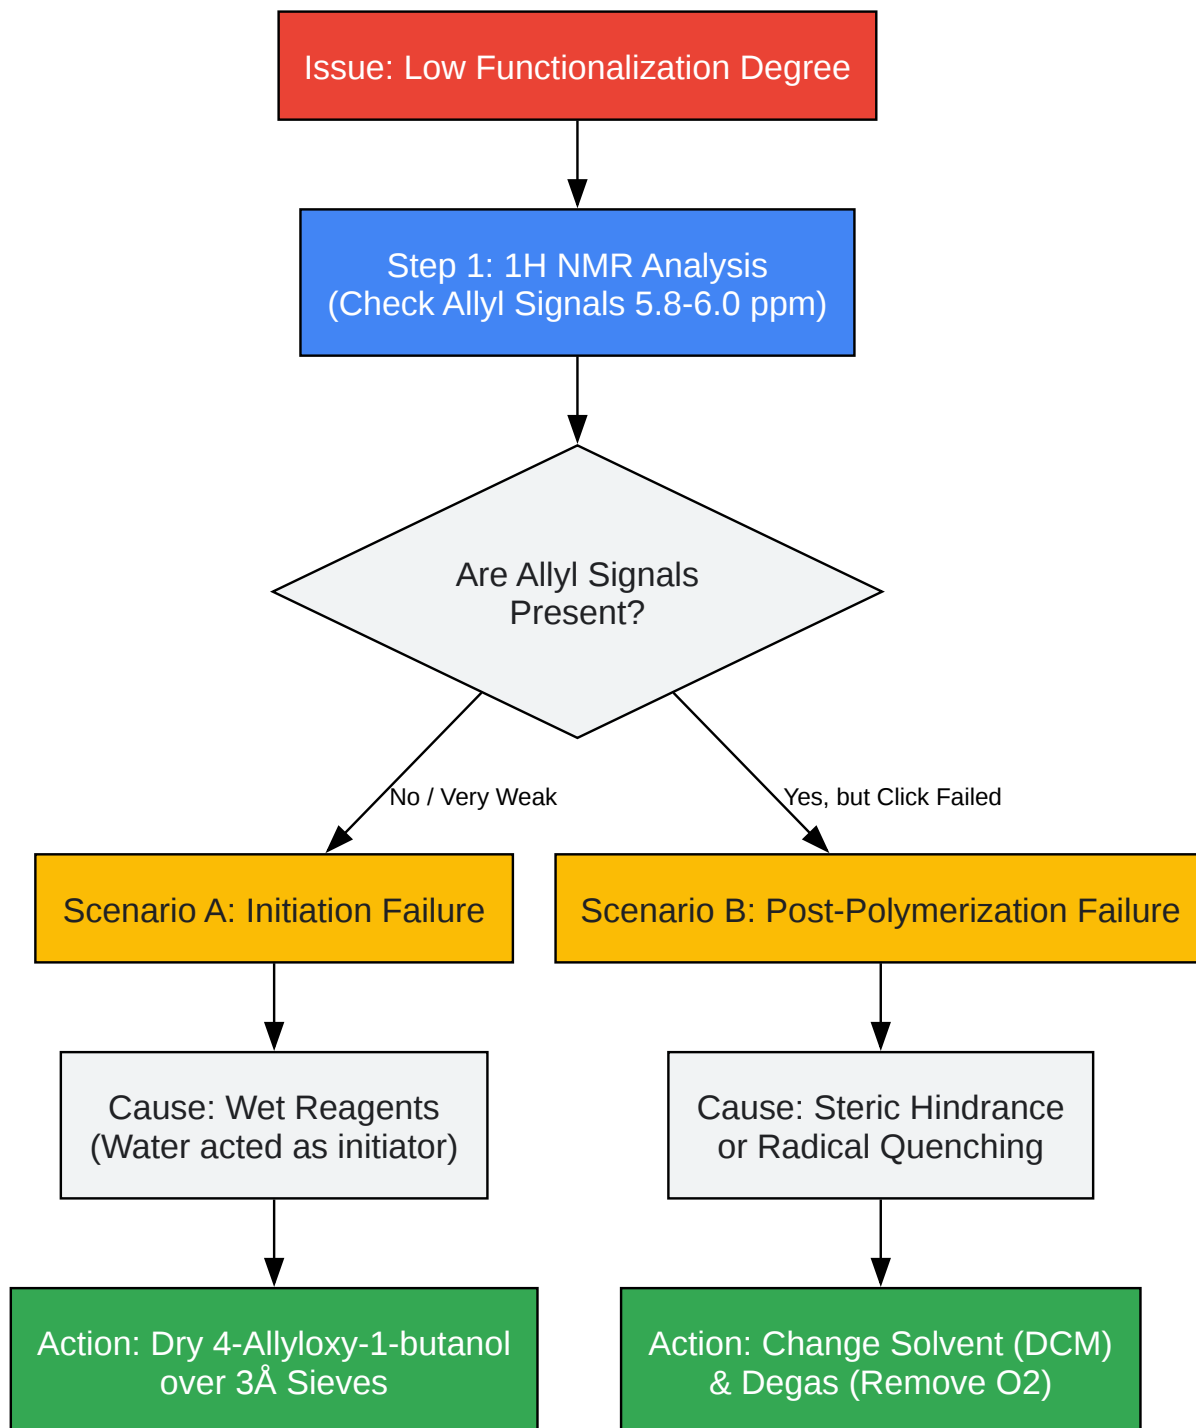 Issue: Low Functionalization Degree
Step 1: 1H NMR Analysis
(Check Allyl Signals 5.8-6.0 ppm)
Are Allyl Signals
Present?
No / Very Weak
Yes, but Click Failed
Scenario A: Initiation Failure
Scenario B: Post-Polymerization Failure
Cause: Wet Reagents
(Water acted as initiator)
Cause: Steric Hindrance
or Radical Quenching
Action: Dry 4-Allyloxy-1-butanol
over 3Å Sieves
Action: Change Solvent (DCM)
& Degas (Remove O2)